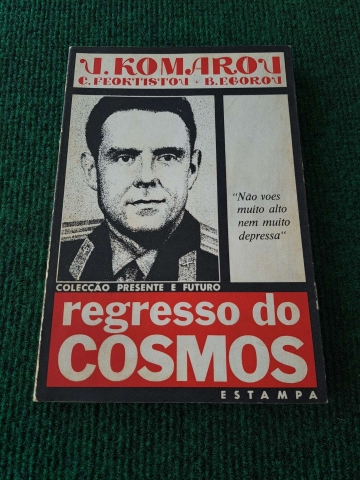 V. KOMAROV
C. FEOKTISTOV - B. EGOROV
"Não voes
muito alto
nem muito
depressa"
COLECÇÃO PRESENTE E FUTURO
regresso do
COSMOS
ESTAMPA